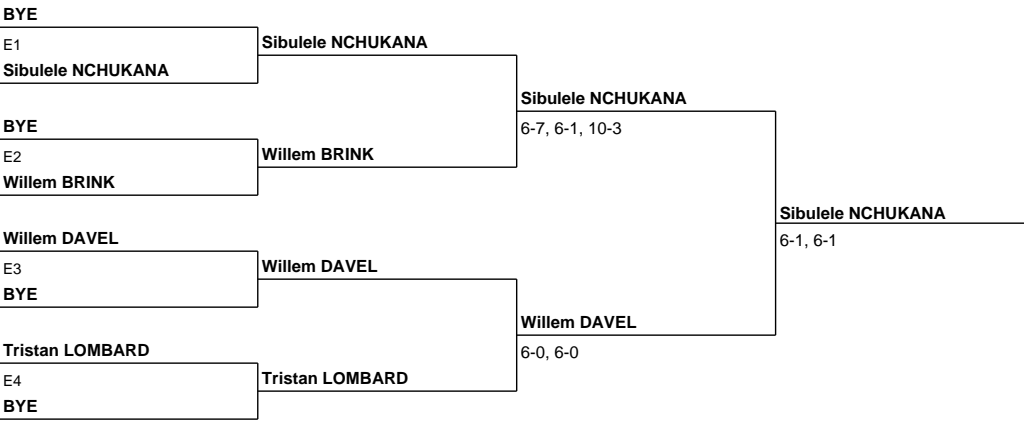 BYE
E1
Sibulele NCHUKANA
Sibulele NCHUKANA
BYE
E2
Willem BRINK
Willem BRINK
Sibulele NCHUKANA
6-7, 6-1, 10-3
Willem DAVEL
E3
BYE
Willem DAVEL
Tristan LOMBARD
E4
BYE
Tristan LOMBARD
Willem DAVEL
6-0, 6-0
Sibulele NCHUKANA
6-1, 6-1